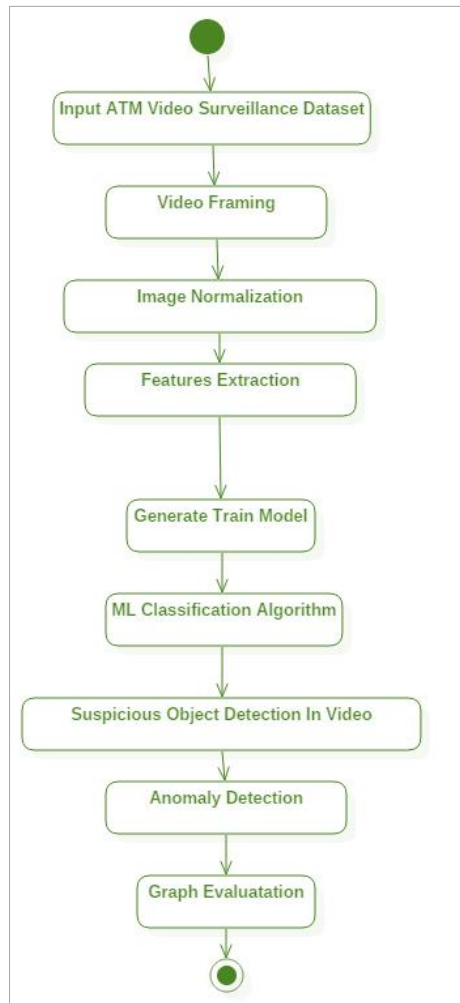 Input ATM Video Surveillance Dataset
Video Framing
Image Normalization
Features Extraction
Generate Train Model
ML Classification Algorithm
Suspicious Object Detection In Video
Anomaly Detection
Graph Evaluatation